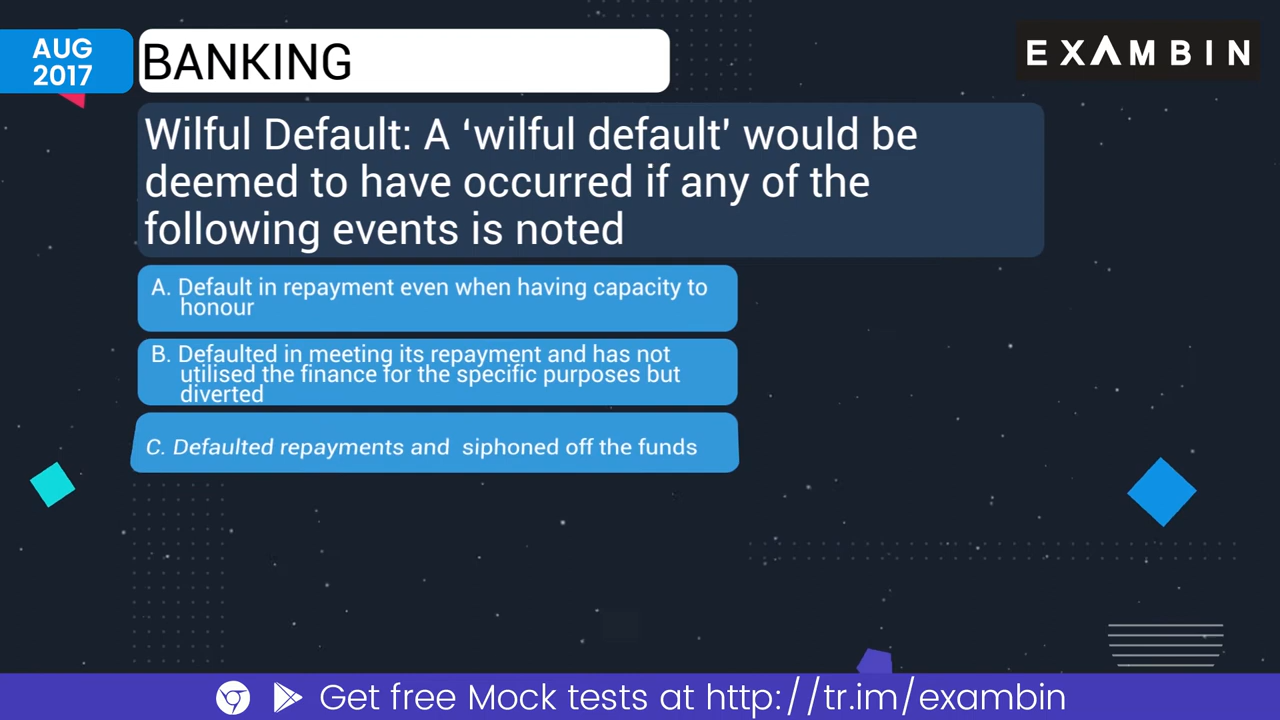 AUG
2017
BANKING
EXAMBIN
Wilful Default: A ‘wilful default’ would be
deemed to have occurred if any of the
following events is noted
A. Default in repayment even when having capacity to
honour
B. Defaulted in meeting its repayment and has not
utilised the finance for the specific purposes but
diverted
C. Defaulted repayments and siphoned off the funds
Get free Mock tests at http://tr.im/exambin